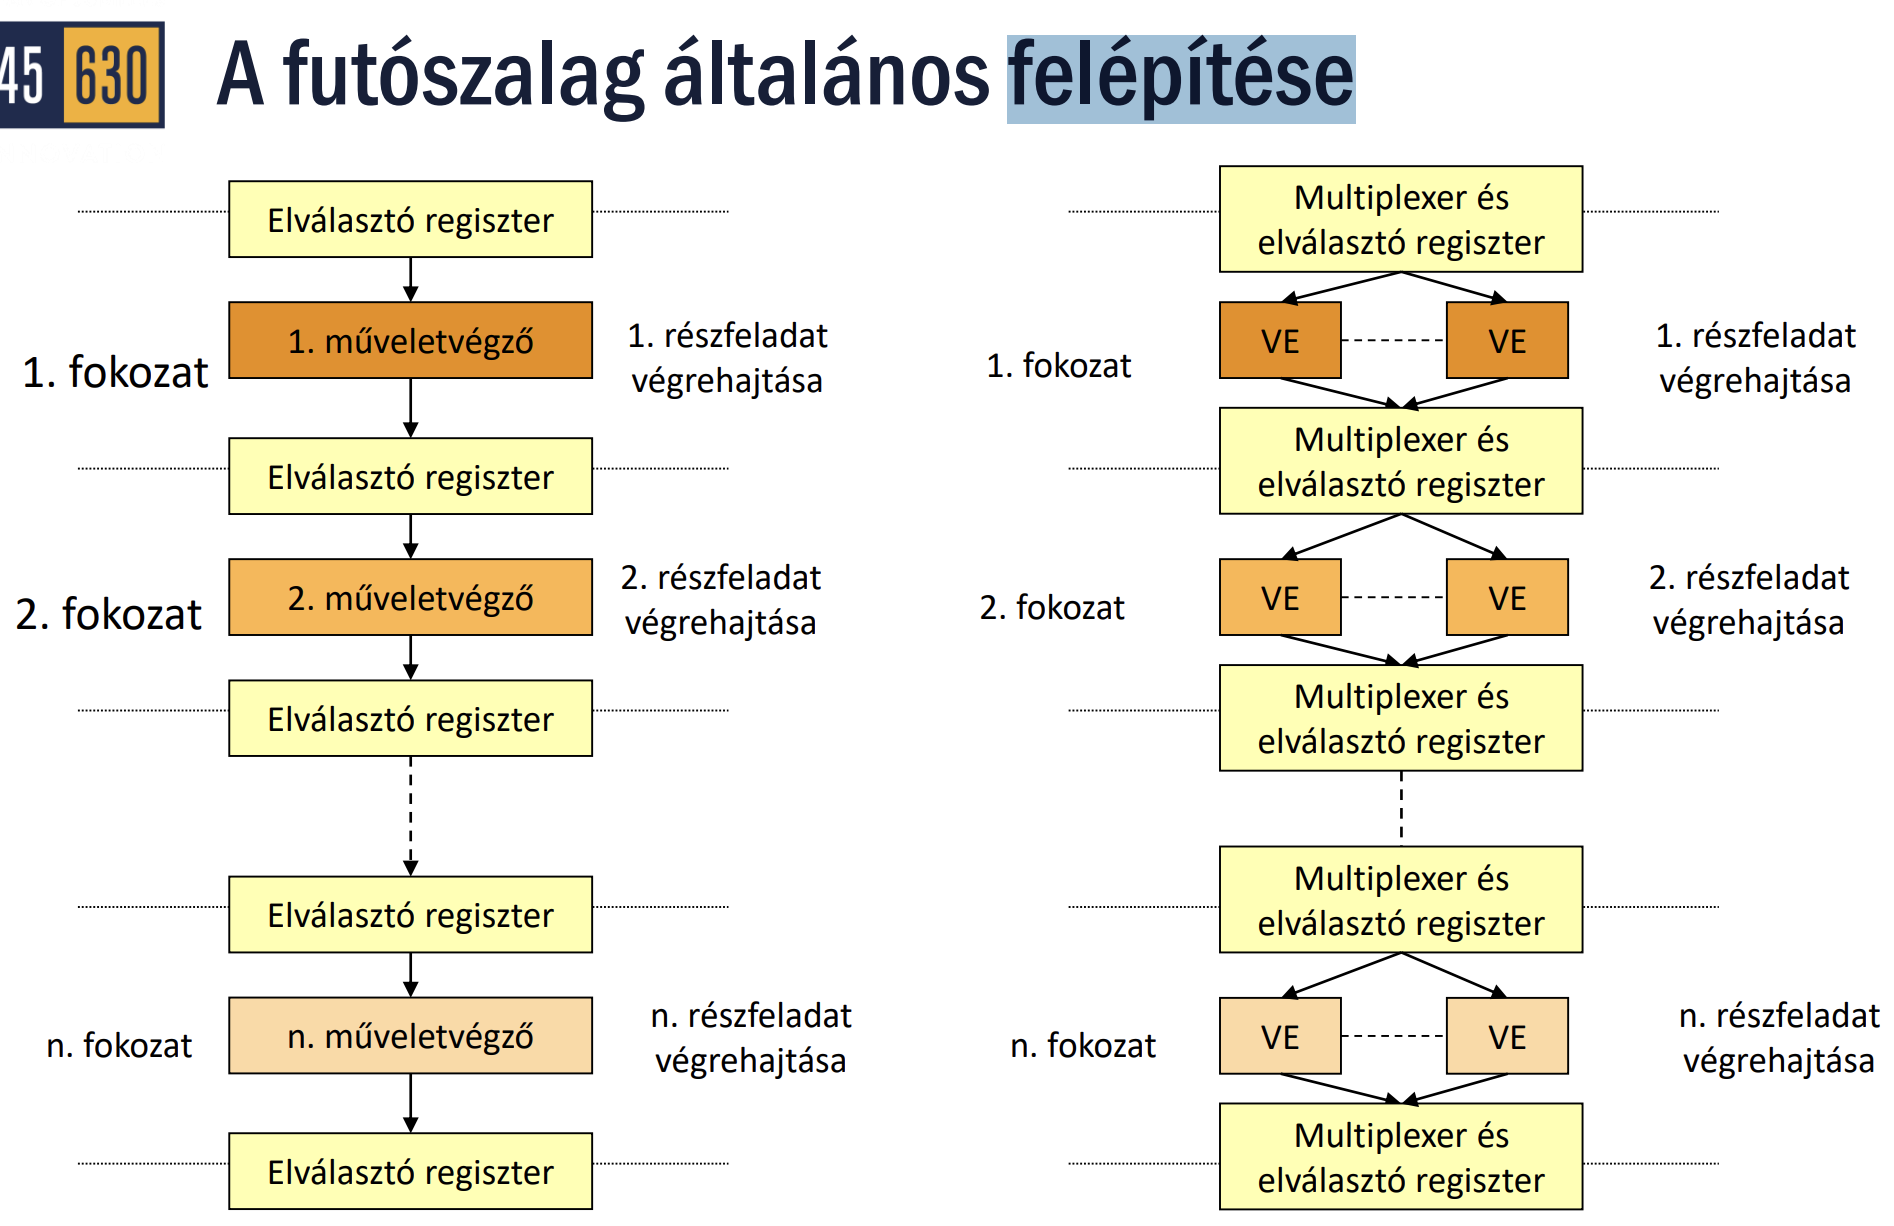 45 630
A futószalag általános felépítése
Elválasztó regiszter
1. fokozat
1. műveletvégző
1. részfeladat
végrehajtása
Elválasztó regiszter
2. fokozat
2. műveletvégző
2. részfeladat
végrehajtása
Elválasztó regiszter
Elválasztó regiszter
n. fokozat
n. műveletvégző
n. részfeladat
végrehajtása
Elválasztó regiszter
Multiplexer és
elválasztó regiszter
1. fokozat
VE VE
1. részfeladat
végrehajtása
Multiplexer és
elválasztó regiszter
2. fokozat
VE VE
2. részfeladat
végrehajtása
Multiplexer és
elválasztó regiszter
Multiplexer és
elválasztó regiszter
n. fokozat
VE VE
n. részfeladat
végrehajtása
Multiplexer és
elválasztó regiszter